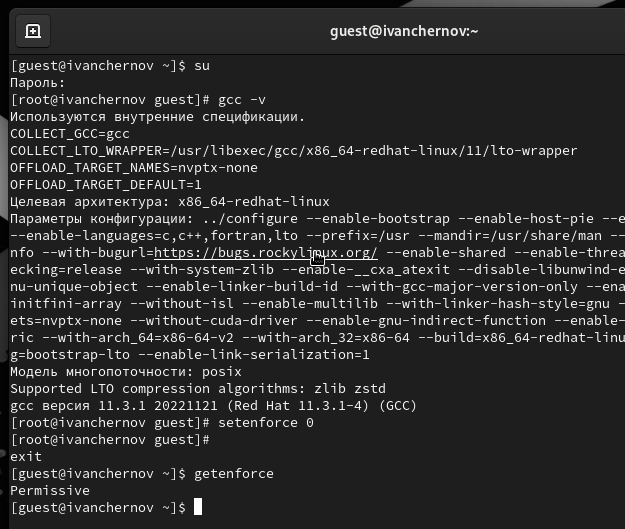 guest@ivanchernov:~
[guest@ivanchernov ~]$ su
Пароль:
[root@ivanchernov guest]# gcc -v
Используются внутренние спецификации.
COLLECT_GCC=gcc
COLLECT_LTO_WRAPPER=/usr/libexec/gcc/x86_64-redhat-linux/11/lto-wrapper
OFFLOAD_TARGET_NAMES=nvptx-none
OFFLOAD_TARGET_DEFAULT=1
Целевая архитектура: x86_64-redhat-linux
Параметры конфигурации: ../configure --enable-bootstrap --enable-host-pie --e
--enable-languages=c,c++,fortran,lto --prefix=/usr --mandir=/usr/share/man --
nfo --with-bugurl=https://bugs.rockylinux.org/ --enable-shared --enable-threa
ecking=release --with-system-zlib --enable-__cxa_atexit --disable-libunwind-e
nu-unique-object --enable-linker-build-id --with-gcc-major-version-only --ena
initfini-array --without-isl --enable-multilib --with-linker-hash-style=gnu -
ets=nvptx-none --without-cuda-driver --enable-gnu-indirect-function --enable-
ric --with-arch_64=x86-64-v2 --with-arch_32=x86-64 --build=x86_64-redhat-linu
g=bootstrap-lto --enable-link-serialization=1
Модель многопоточности: posix
Supported LTO compression algorithms: zlib zstd
gcc версия 11.3.1 20221121 (Red Hat 11.3.1-4) (GCC)
[root@ivanchernov guest]# setenforce 0
[root@ivanchernov guest]#
exit
[guest@ivanchernov ~]$ getenforce
Permissive
[guest@ivanchernov ~]$